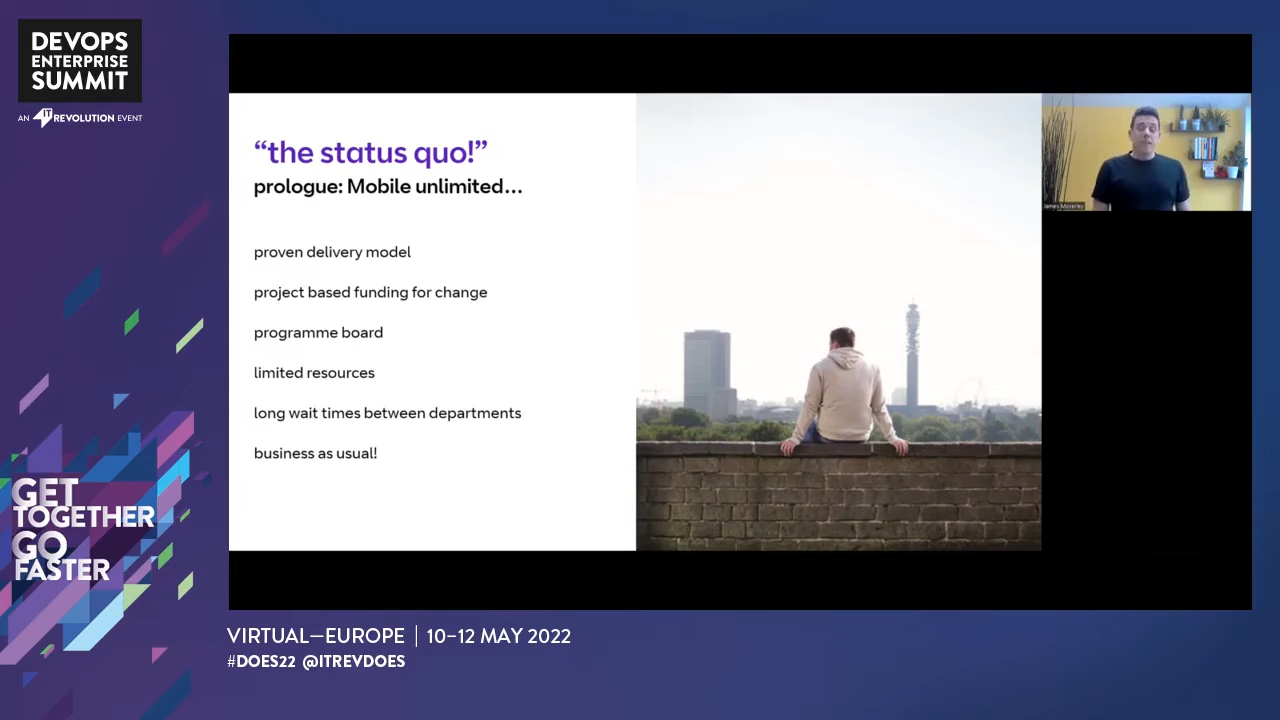 DEVOPS
ENTERPRISE
SUMMIT
AN IT REVOLUTION EVENT
“the status quo!”
prologue: Mobile unlimited...
proven delivery model
project based funding for change
programme board
limited resources
long wait times between departments
business as usual!
GET
TOGETHER
GO
FASTER
VIRTUAL—EUROPE | 10–12 MAY 2022
#DOES22 @ITREVDOES